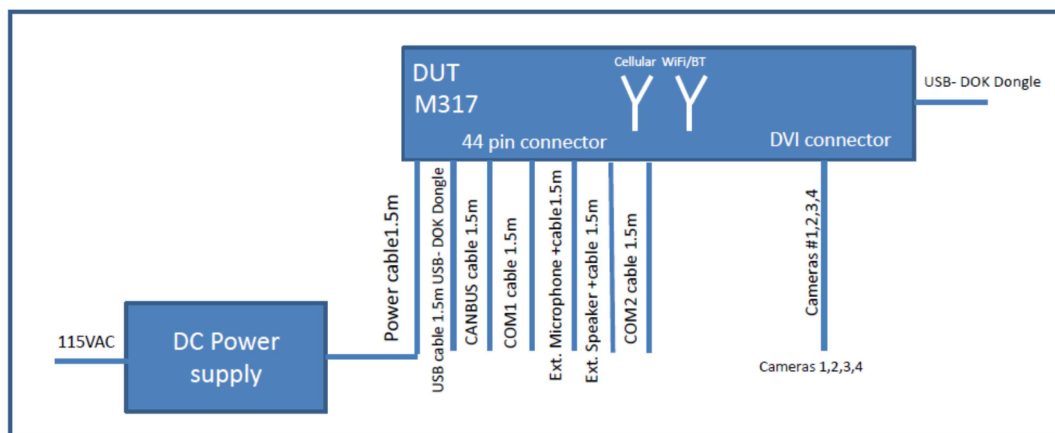 Cellular WiFi/BT
DUT
M317
USB- DOK Dongle
44 pin connector
DVI connector
Power cable1.5m
USB cable 1.5m USB- DOK Dongle
CANBUS cable 1.5m
COM1 cable 1.5m
Ext. Microphone +cable1.5m
Ext. Speaker +cable 1.5m
COM2 cable 1.5m
Cameras #1,2,3,4
115VAC
DC Power
supply
Cameras 1,2,3,4